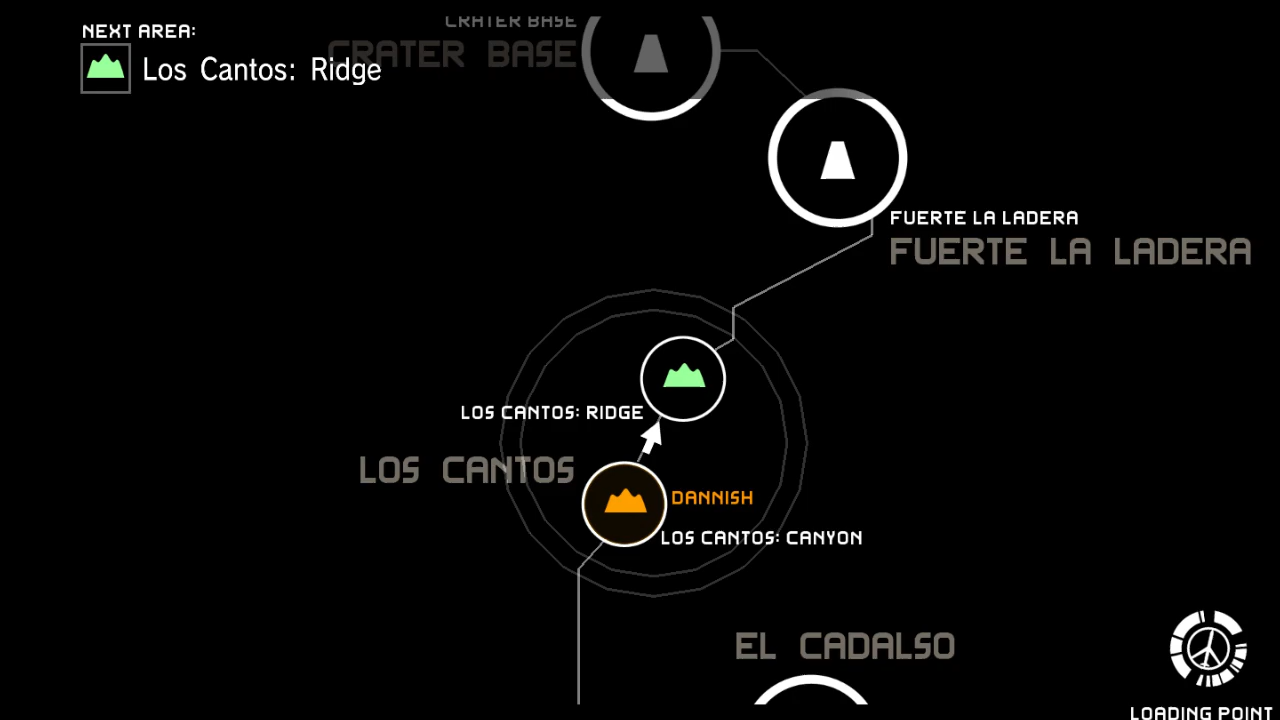 CRATER BASE
NEXT AREA:
CRATER BASE
Los Cantos: Ridge
FUERTE LA LADERA
FUERTE LA LADERA
LOS CANTOS: RIDGE
LOS CANTOS
DANNISH
LOS CANTOS: CANYON
EL CADALSO
LOADING POINT